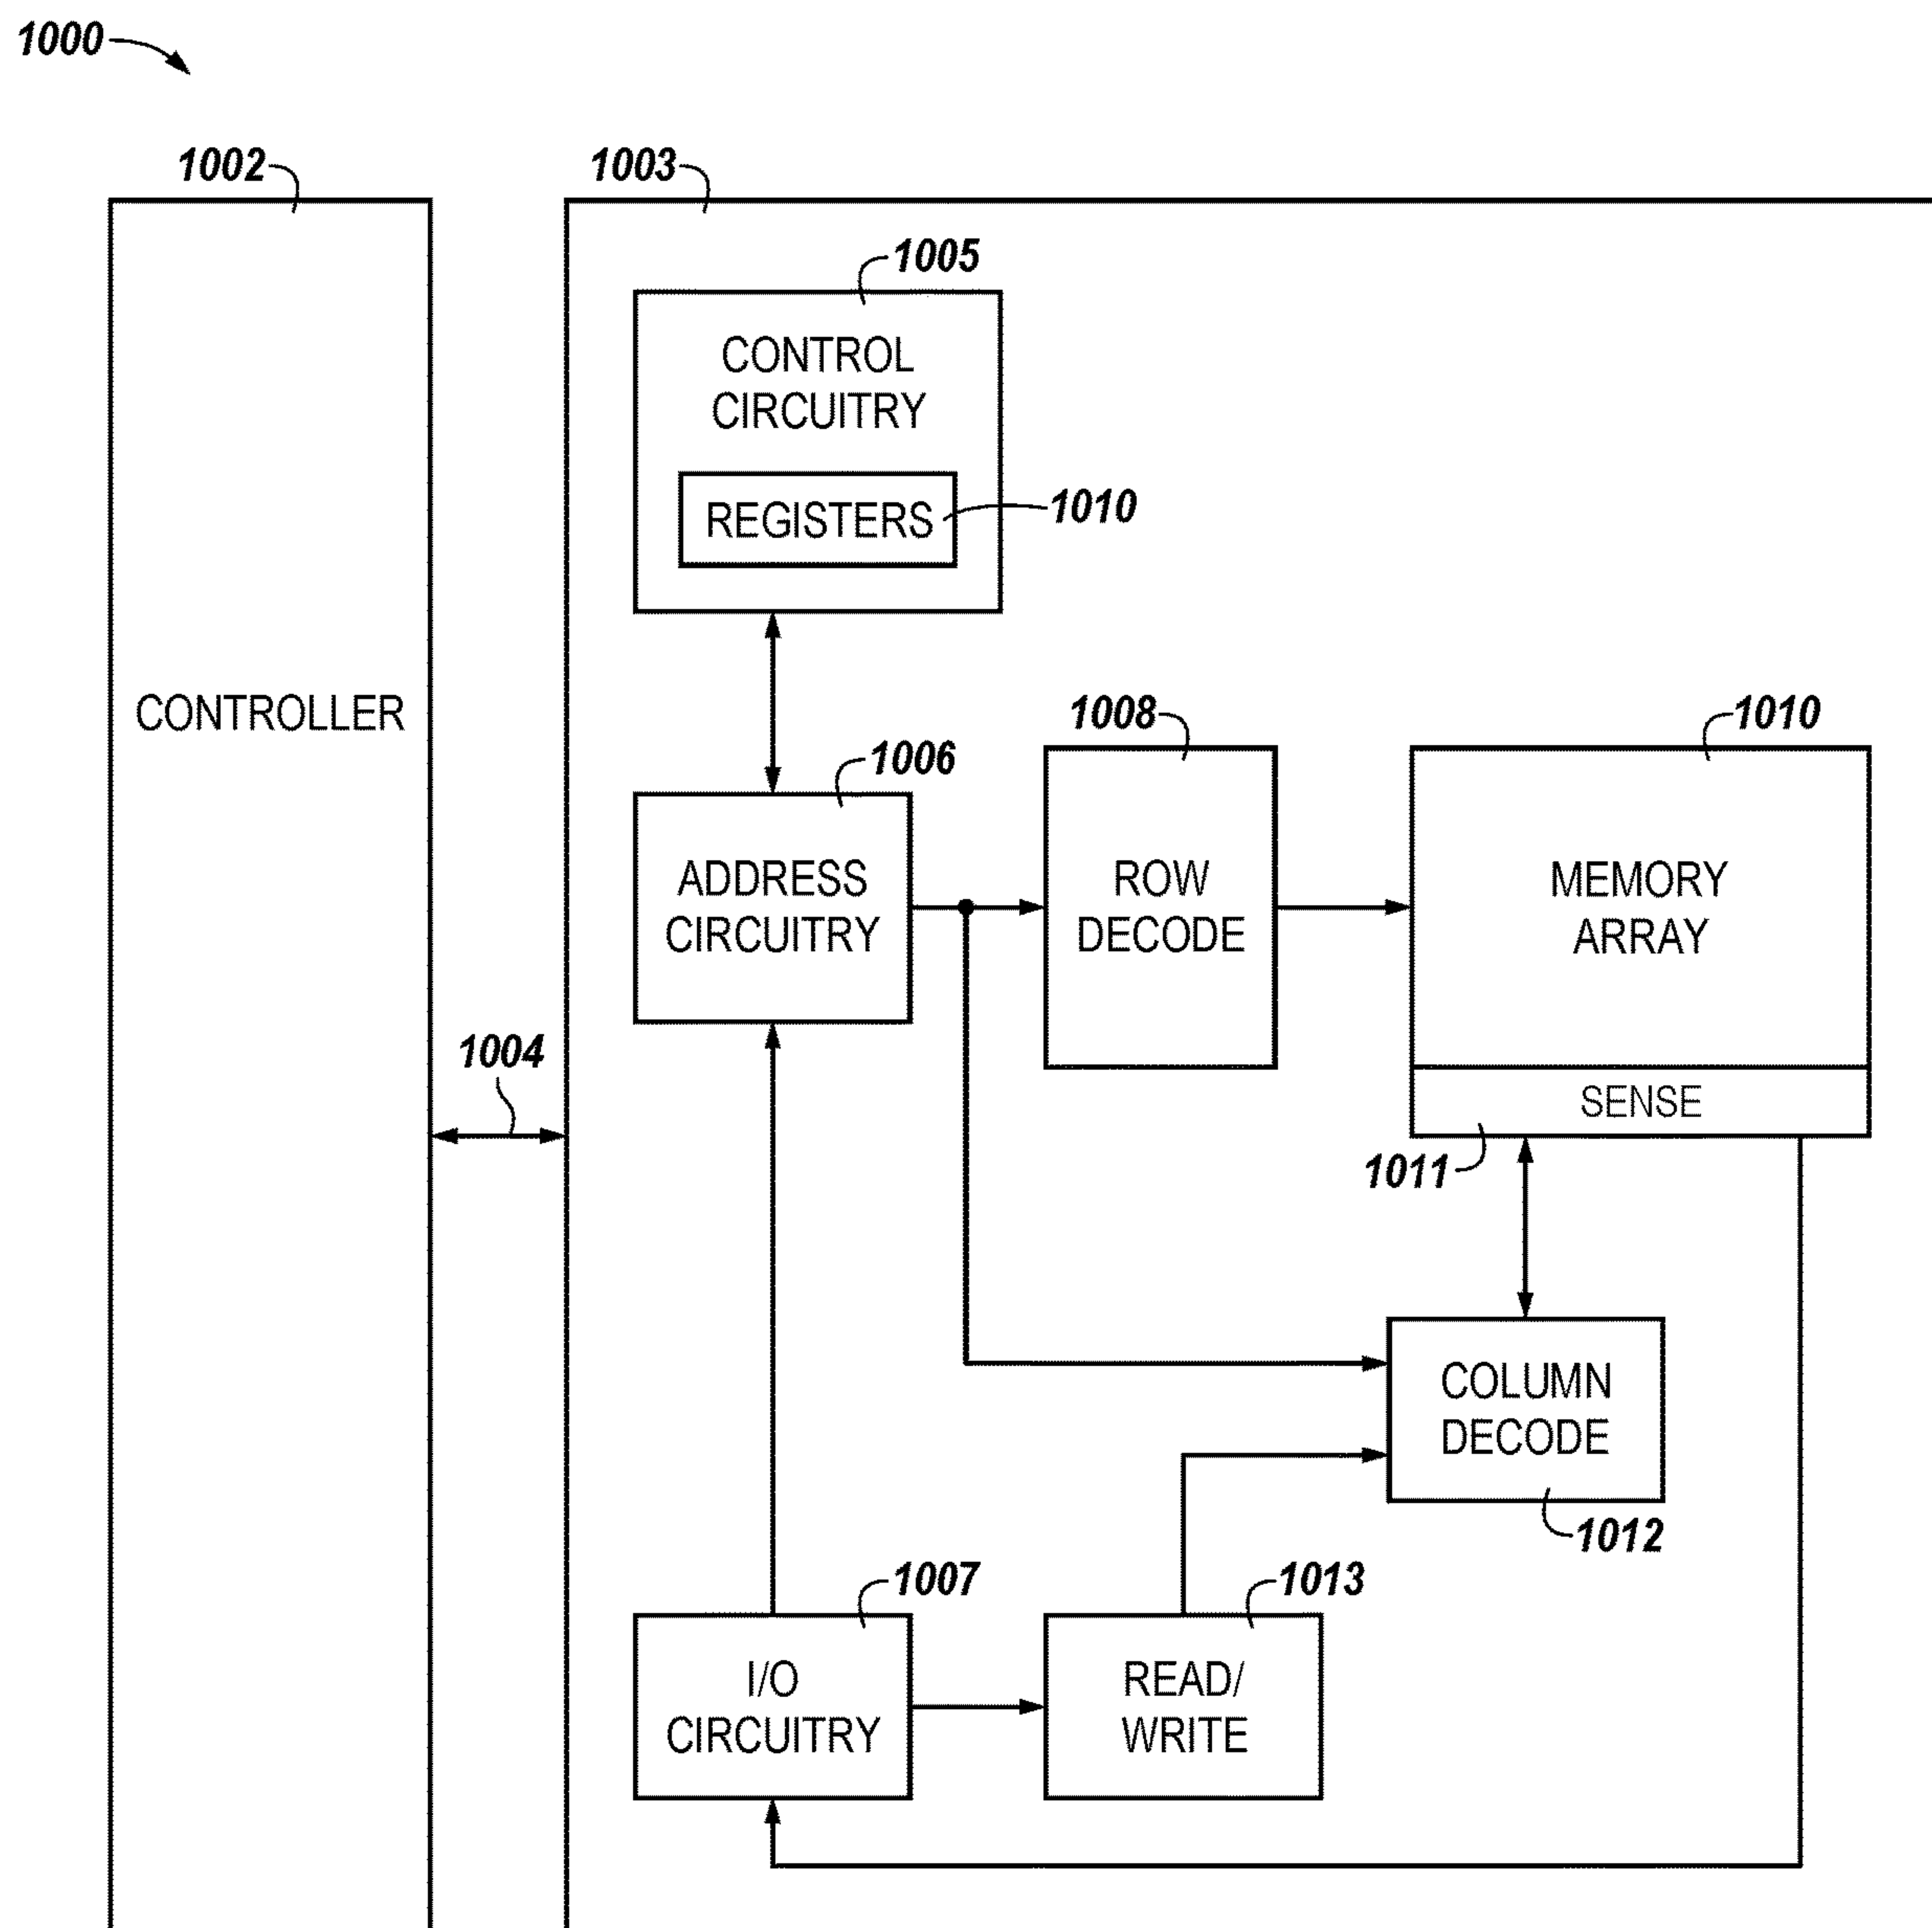 1000
1002
1003
1005
CONTROL
CIRCUITRY
REGISTERS
1010
CONTROLLER
1008
1010
1006
ADDRESS
CIRCUITRY
ROW
DECODE
MEMORY
ARRAY
1004
SENSE
1011
COLUMN
DECODE
1012
1007
1013
I/O
CIRCUITRY
READ/
WRITE